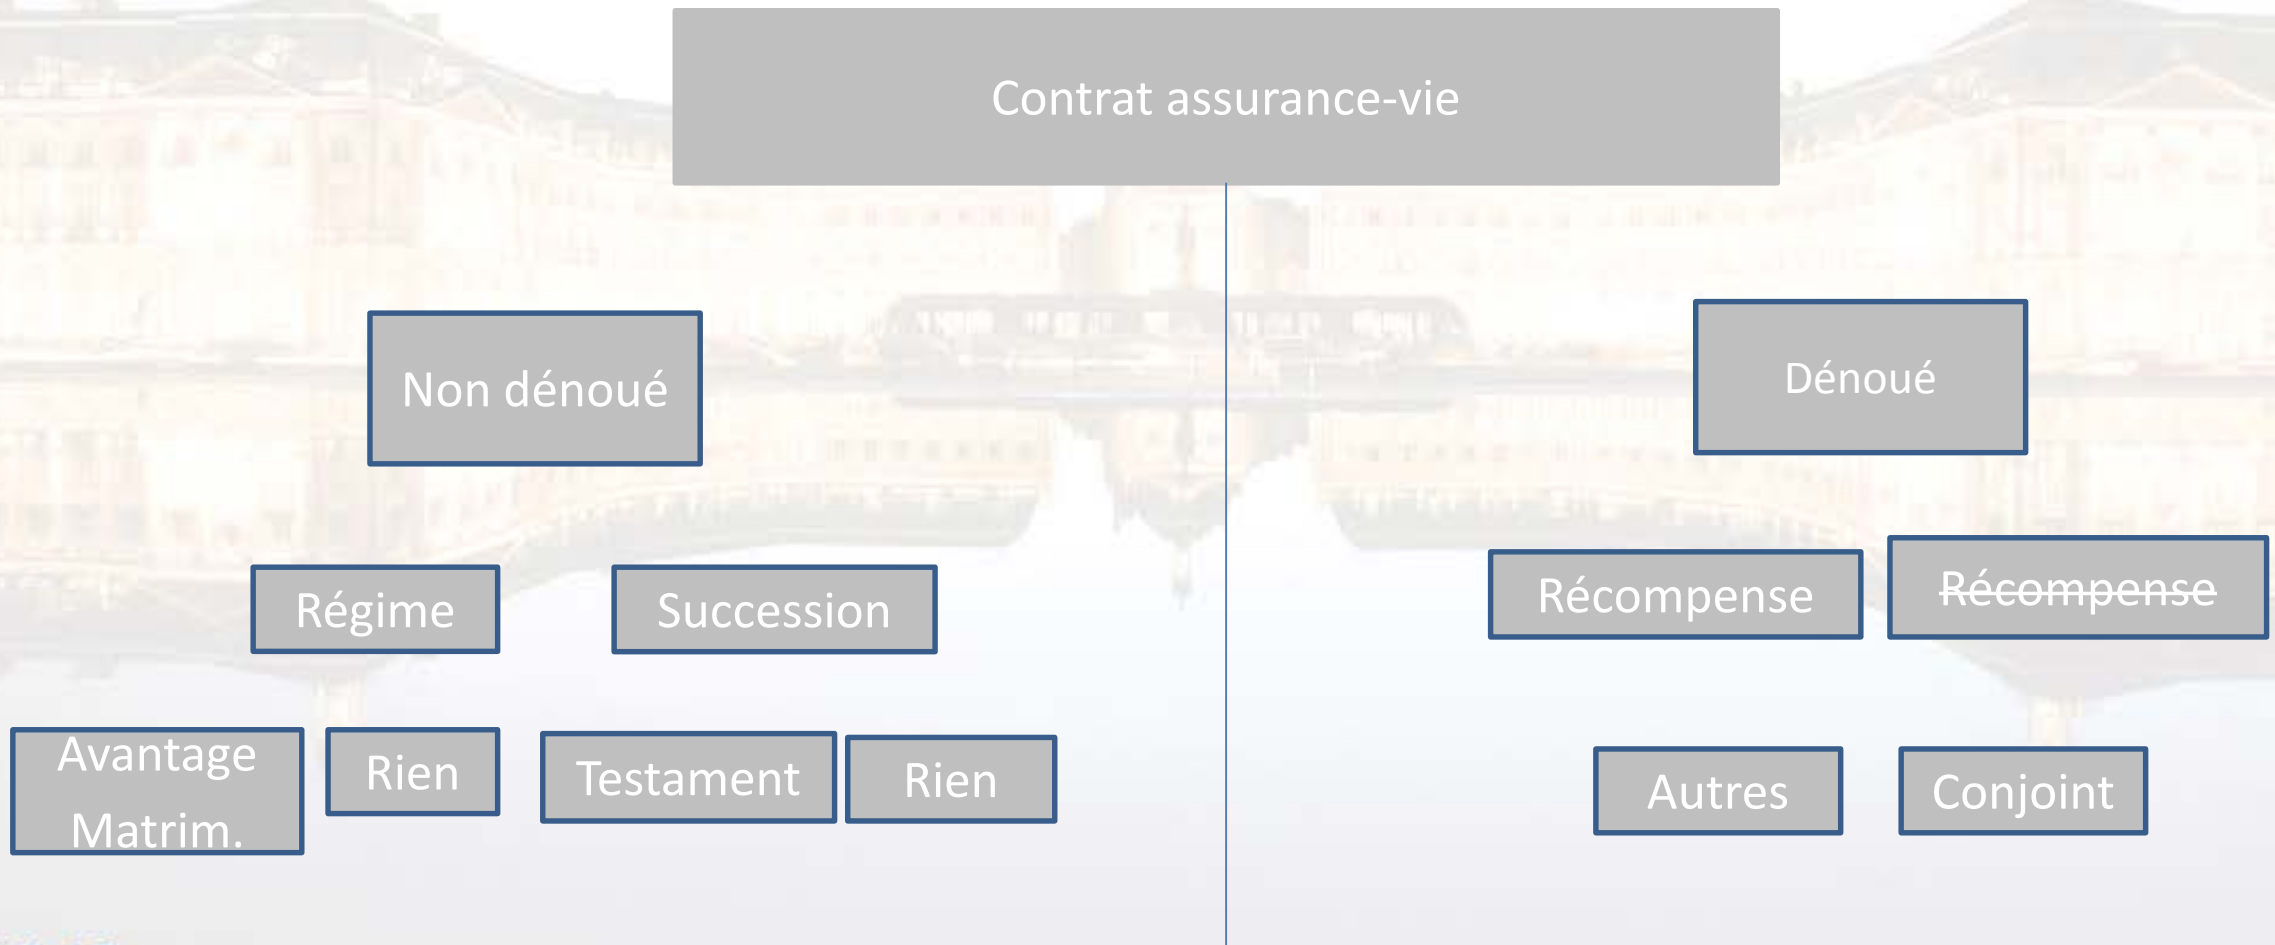 Contrat assurance-vie
Non dénoué
Dénoué
Régime
Succession
Récompense
Récompense
Avantage
Matrim.
Rien
Testament
Rien
Autres
Conjoint